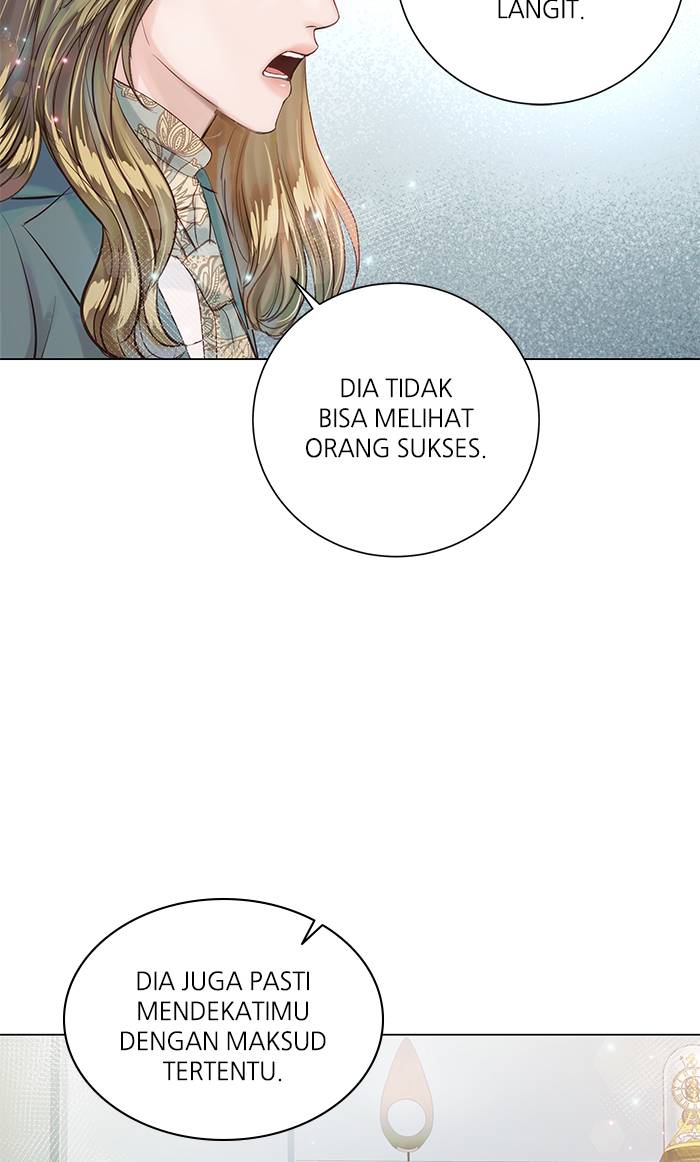 LANGIT.
DIA TIDAK
BISA MELIHAT
ORANG SUKSES.
DIA JUGA PASTI
MENDEKATIMU
DENGAN MAKSUD
TERTENTU.